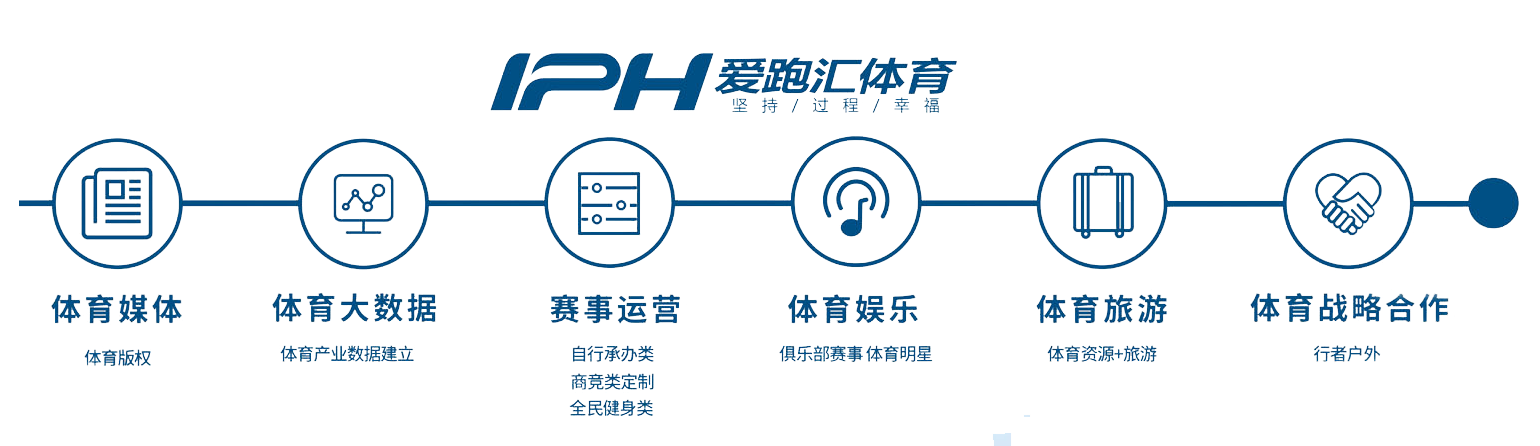 IPH 爱跑汇体育
坚持/过程/幸福
体育媒体
体育版权
体育大数据
体育产业数据建立
赛事运营
自行承办类
商竞类定制
全民健身类
体育娱乐
俱乐部赛事 体育明星
体育旅游
体育资源+旅游
体育战略合作
行者户外